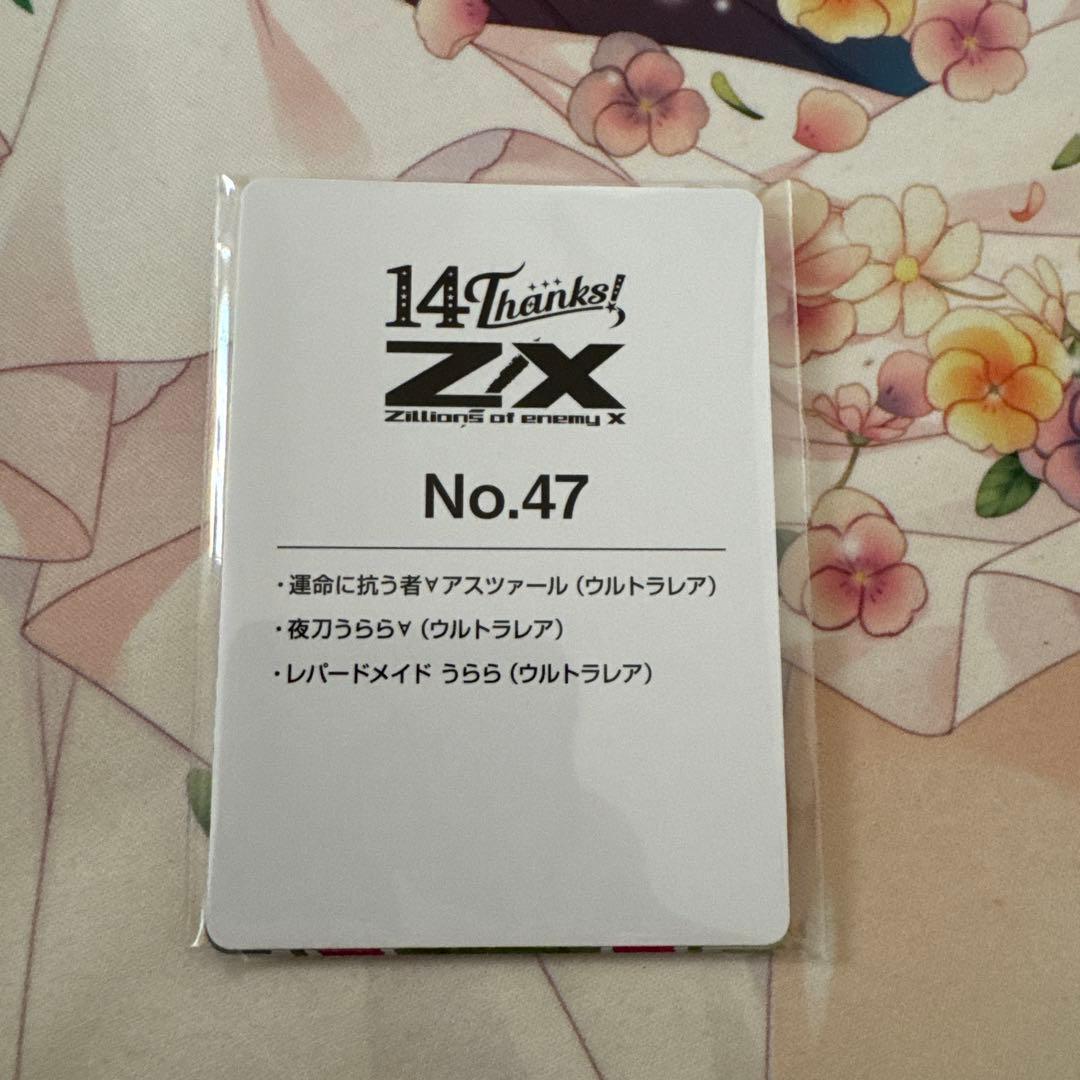 14Thanks!
Z/X
Zillions of enemy X
No.47
・運命に抗う者∀アスツァール（ウルトラレア）
・夜刀うらら∀（ウルトラレア）
・レパードメイド うらら（ウルトラレア）